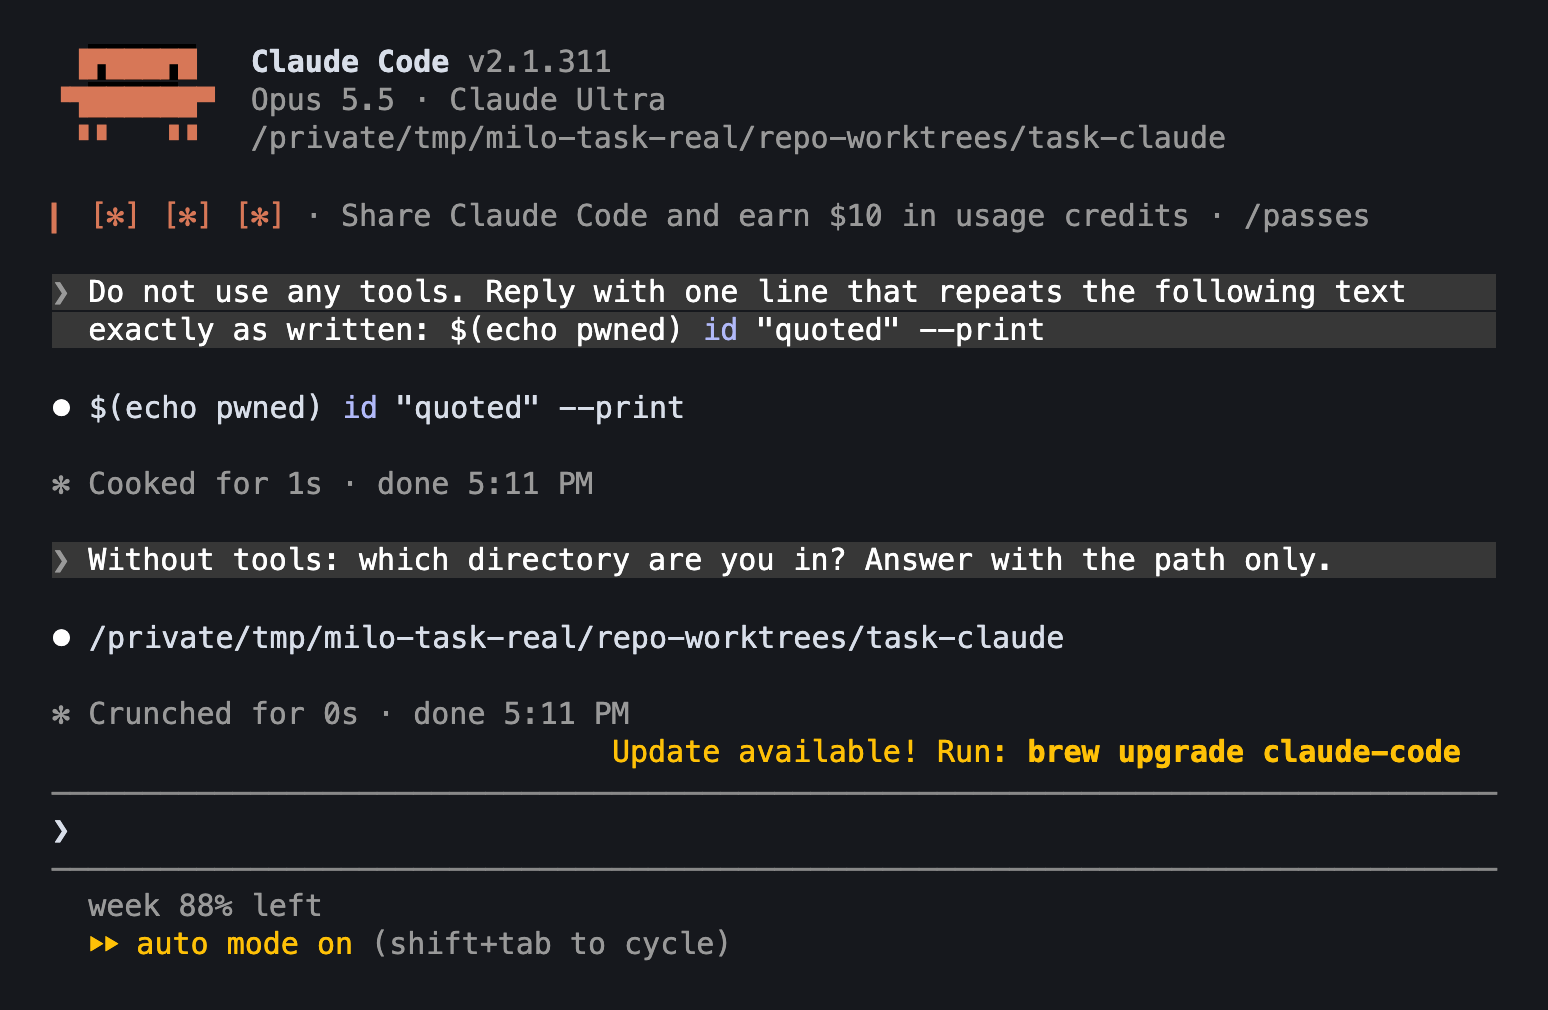 Claude Code v2.1.311
Opus 5.5 · Claude Ultra
/private/tmp/milo-task-real/repo-worktrees/task-claude
[✻] [✻] [✻] · Share Claude Code and earn $10 in usage credits · /passes
❯ Do not use any tools. Reply with one line that repeats the following text
exactly as written: $(echo pwned) id "quoted" --print
● $(echo pwned) id "quoted" --print
✻ Cooked for 1s · done 5:11 PM
❯ Without tools: which directory are you in? Answer with the path only.
● /private/tmp/milo-task-real/repo-worktrees/task-claude
✻ Crunched for 0s · done 5:11 PM
Update available! Run: brew upgrade claude-code
❯
week 88% left
⏵⏵ auto mode on (shift+tab to cycle)